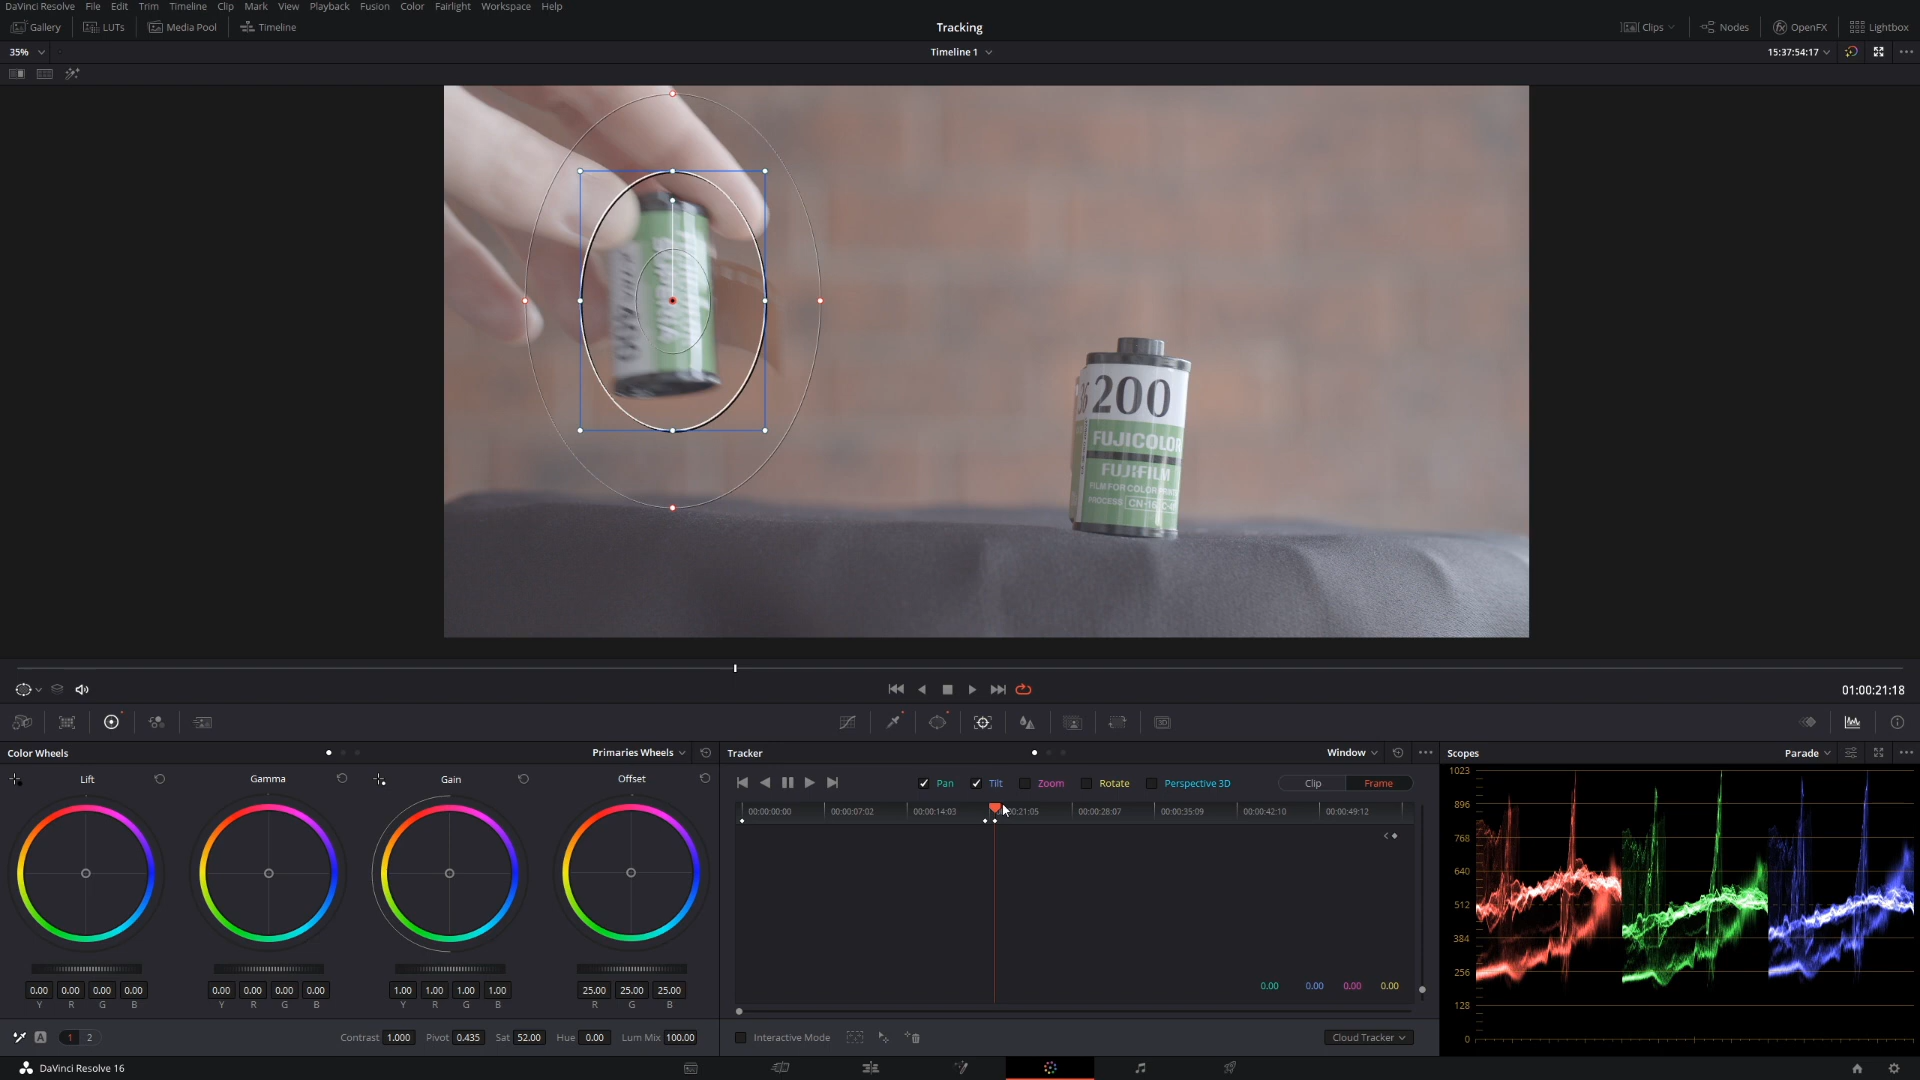 DaVinci Resolve File Edit Trim Timeline Clip Mark View Playback Fusion Color Fairlight Workspace Help
Gallery LUTs Media Pool Timeline Tracking Clips Nodes OpenFX Lightbox
35% Timeline 1 15:37:54:17
200
FUJICOLOR
FUJIFILM
FILM FOR COLOR
PROCESS
01:00:21:18
Color Wheels Primaries Wheels Tracker Window Scopes Parade
Lift Gamma Gain Offset
Pan Tilt Zoom Rotate Perspective 3D Clip Frame
00:00:00:00 00:00:07:02 00:00:14:03 00:21:05 00:00:28:07 00:00:35:09 00:00:42:10 00:00:49:12
1023
896
768
640
512
384
256
128
0
0.00 0.00 0.00 0.00
0.00 0.00 0.00 0.00 0.00 0.00 0.00 0.00 1.00 1.00 1.00 1.00 25.00 25.00 25.00
Y R G B Y R G B Y R G B R G B
A 1 2 Contrast 1.000 Pivot 0.435 Sat 52.00 Hue 0.00 Lum Mix 100.00
Interactive Mode Cloud Tracker
DaVinci Resolve 16